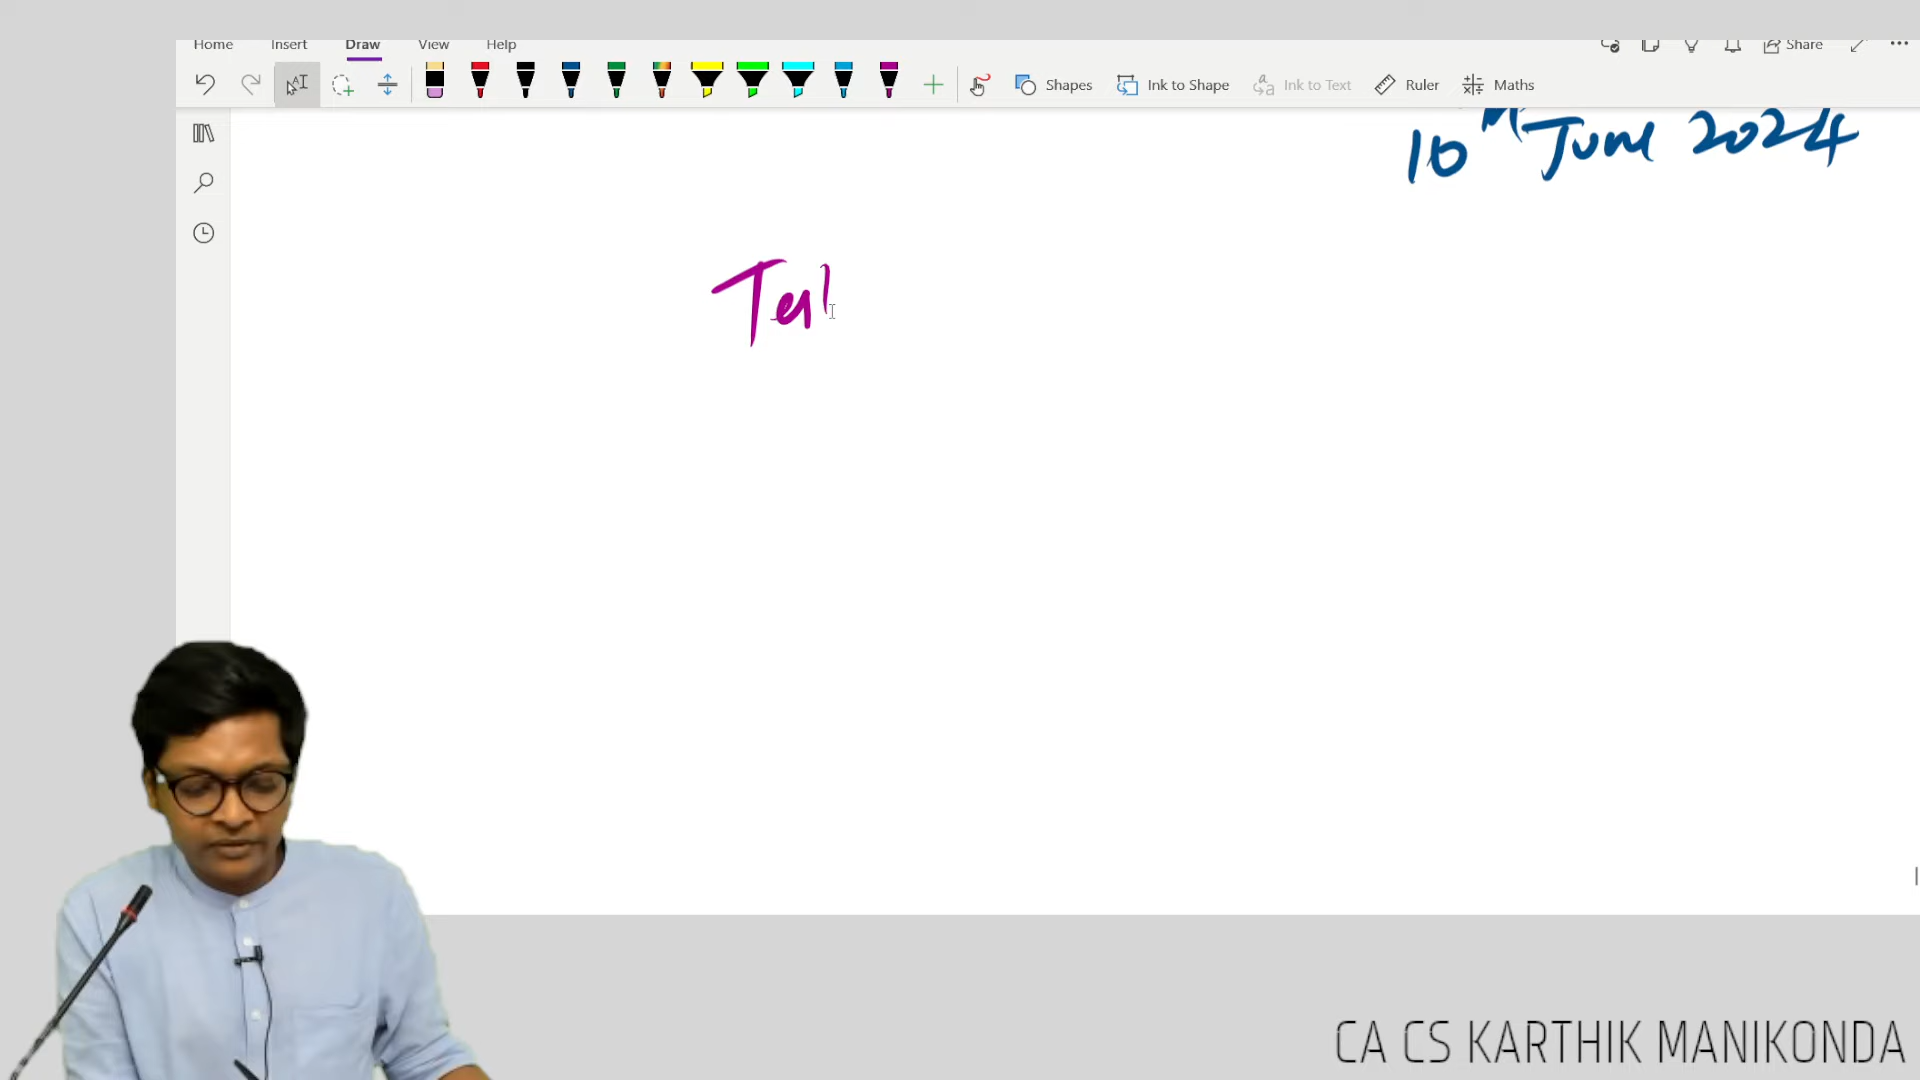 Home Insert Draw View Help Share
Shapes Ink to Shape Ink to Text Ruler Maths
10th June 2024
CA CS KARTHIK MANIKONDA